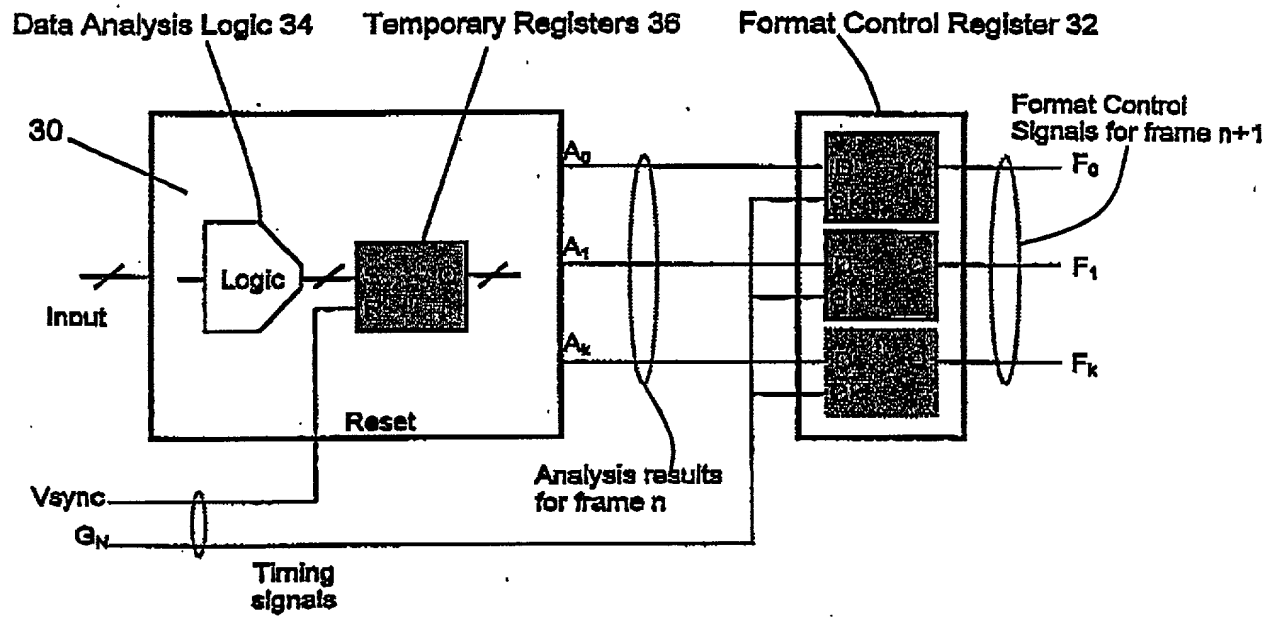 Data Analysis Logic 34
Temporary Registers 36
Format Control Register 32
Format Control
Signals for frame n+1
30
A0
F0
Logic
A1
F1
Input
Ak
Fk
Reset
Analysis results
for frame n
Vsync
GN
Timing
signals